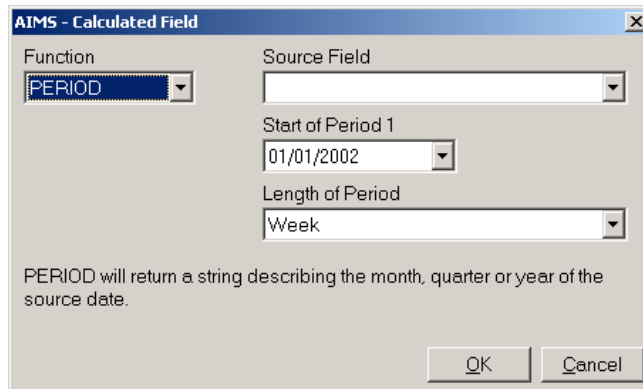 AIMS - Calculated Field
Function
Source Field
PERIOD
Start of Period 1
01/01/2002
Length of Period
Week
PERIOD will return a string describing the month, quarter or year of the
source date.
OK
Cancel